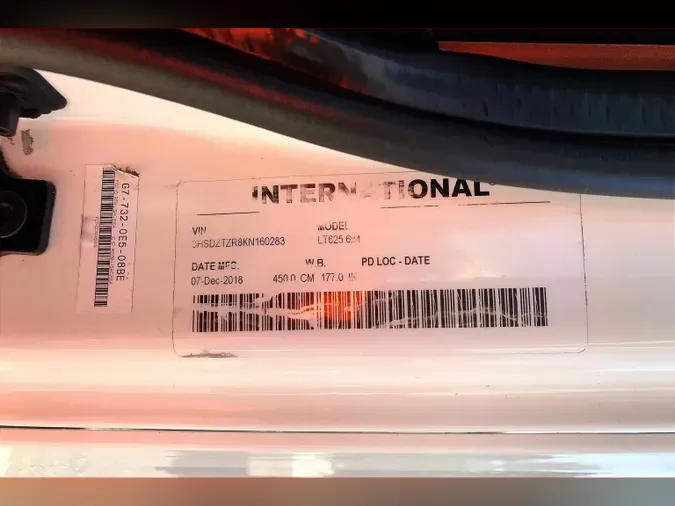 INTERNATIONAL
VIN MODEL
3HSDZTZR8KN160283 LT625 6x4
DATE MFG. W.B. PD LOC - DATE
07-Dec-2018 450.0 CM 177.0 IN
G7-732-0E5-08BE